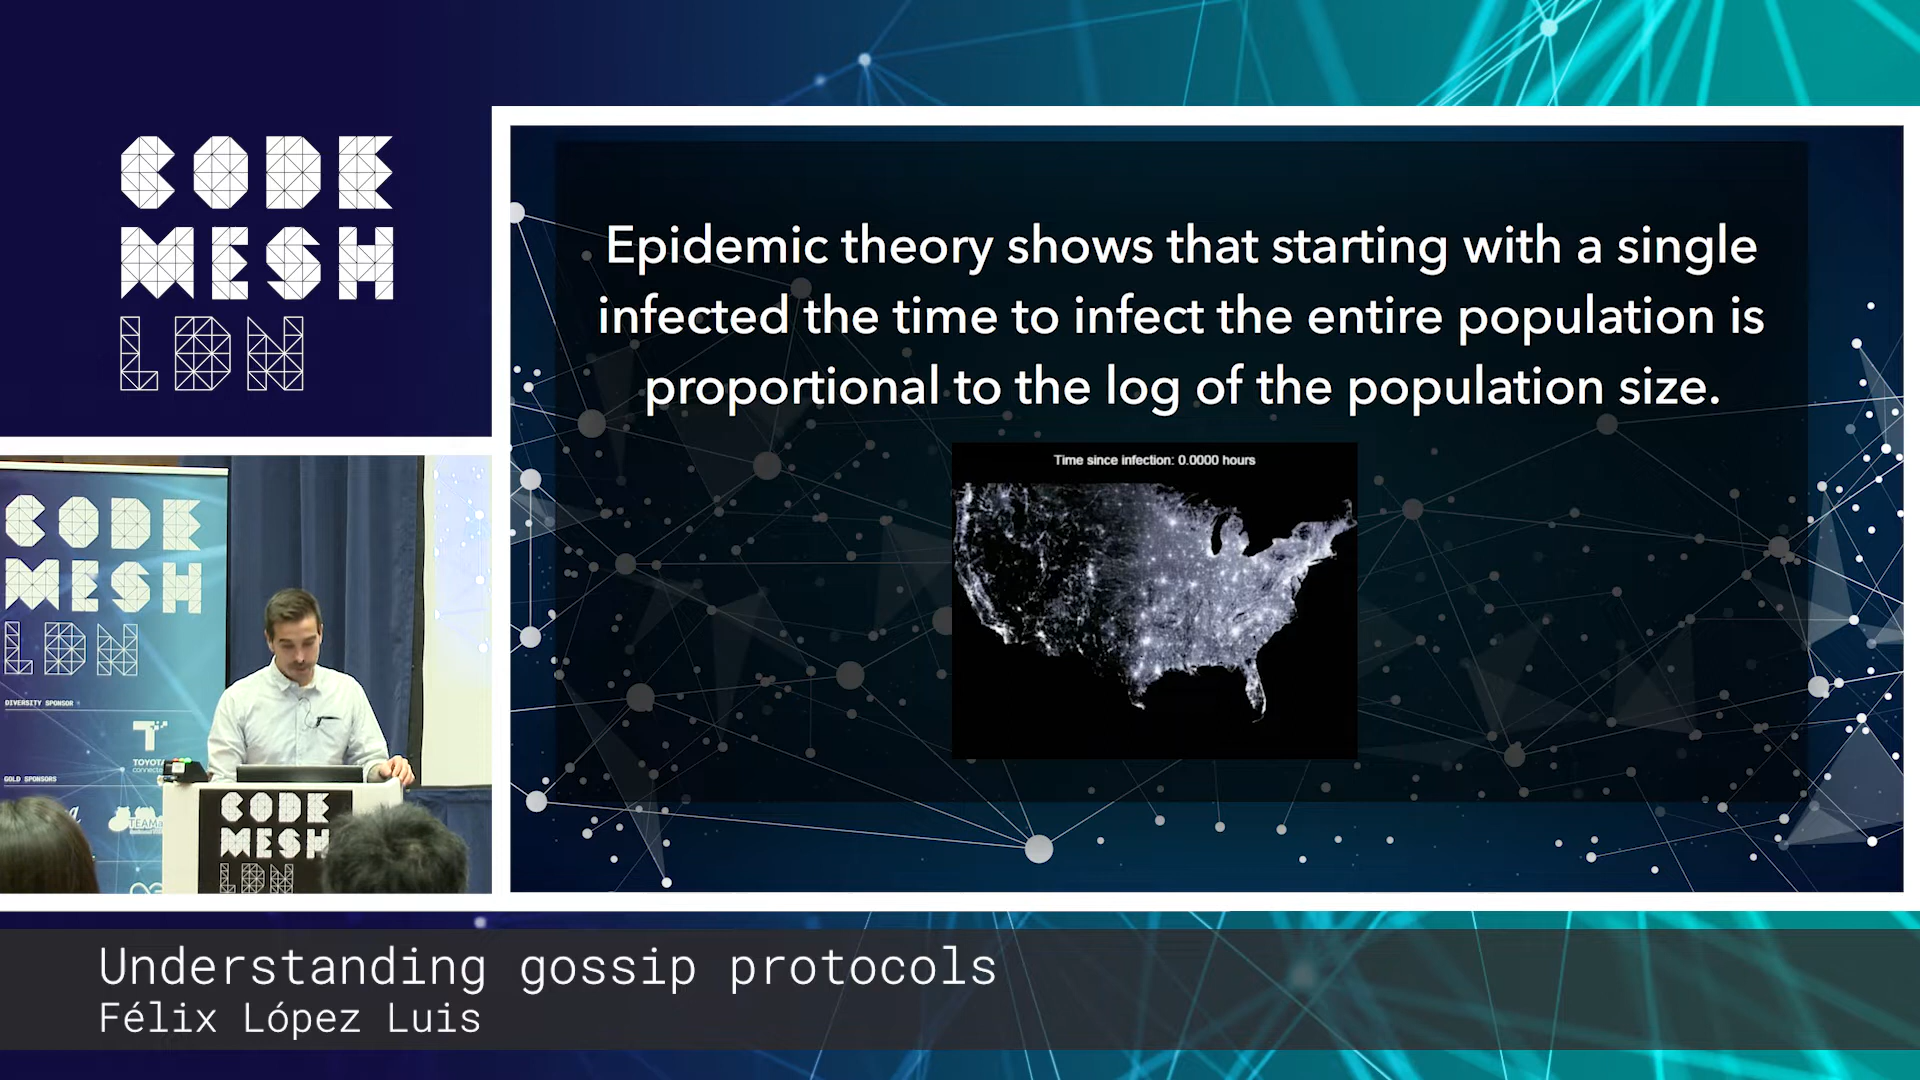 CODE
MESH
LDN
Epidemic theory shows that starting with a single
infected the time to infect the entire population is
proportional to the log of the population size.
Time since infection: 0.0000 hours
CODE
MESH
LDN
DIVERSITY SPONSOR
TOYOTA
connected
GOLD SPONSORS
CODE
MESH
LDN
Understanding gossip protocols
Félix López Luis